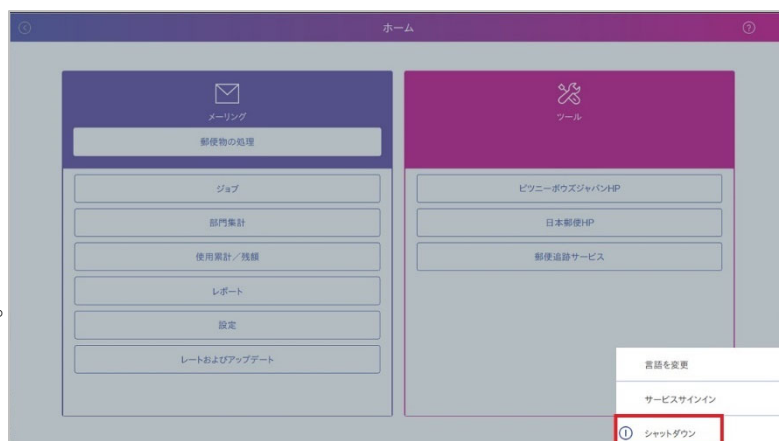 ホーム
メーリング
郵便物の処理
ジョブ
部門集計
使用累計／残額
レポート
設定
レートおよびアップデート
ツール
ピツニーボウズジャパンHP
日本郵便HP
郵便追跡サービス
言語を変更
サービスサインイン
シャットダウン